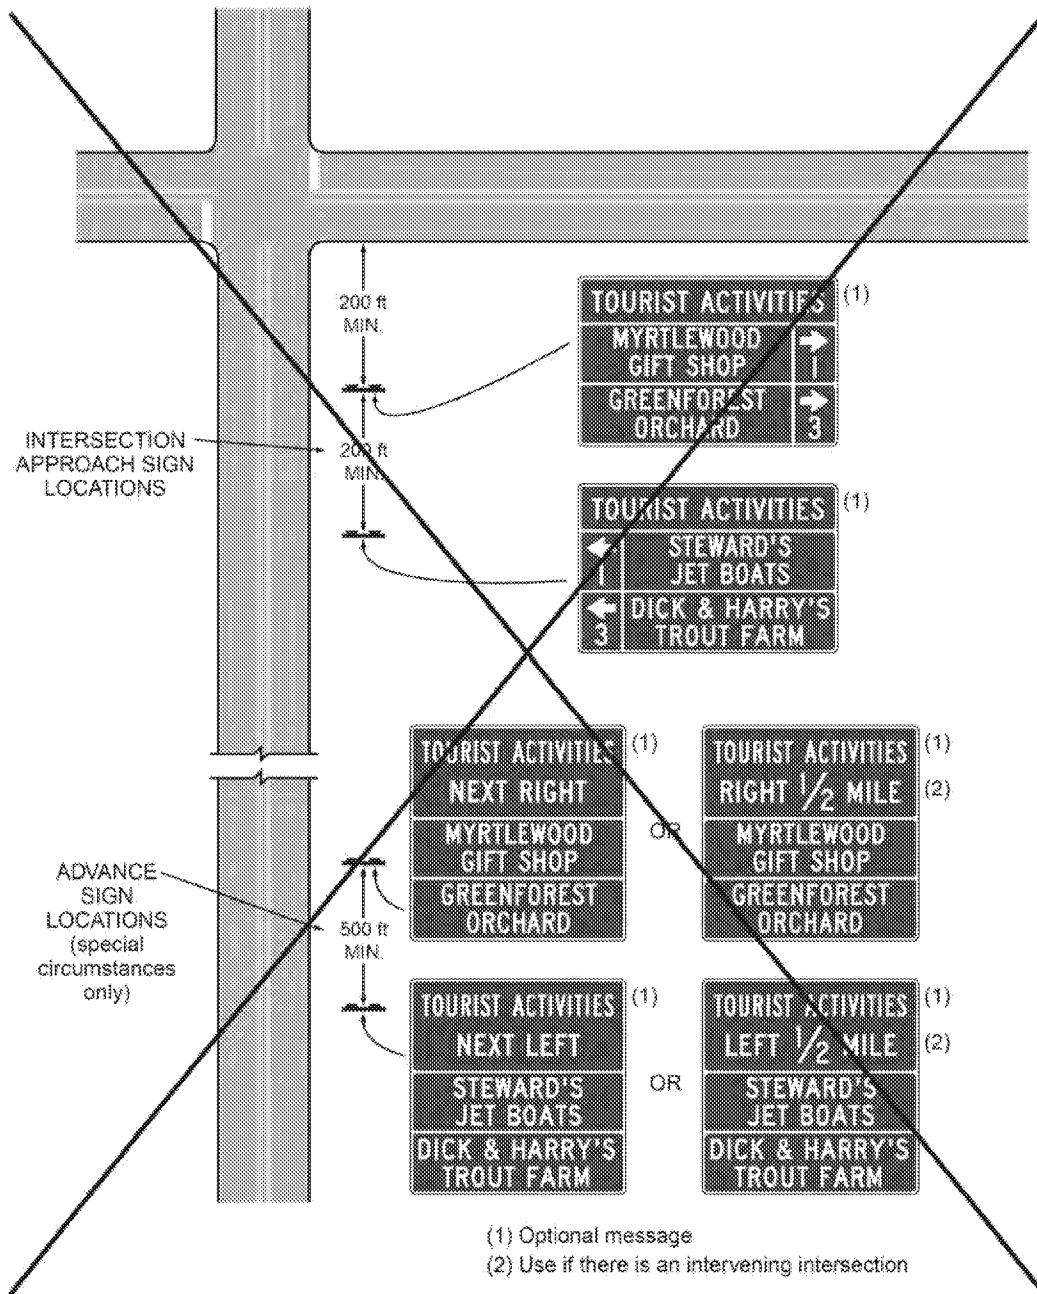 200 ft
MIN.
TOURIST ACTIVITIES
(1)
MYRTLEWOOD
GIFT SHOP
1
GREENFOREST
ORCHARD
3
INTERSECTION
APPROACH SIGN
LOCATIONS
200 ft
MIN.
TOURIST ACTIVITIES
(1)
1
STEWARD'S
JET BOATS
3
DICK & HARRY'S
TROUT FARM
TOURIST ACTIVITIES
(1)
NEXT RIGHT
MYRTLEWOOD
GIFT SHOP
GREENFOREST
ORCHARD
OR
TOURIST ACTIVITIES
(1)
RIGHT 1/2 MILE
(2)
MYRTLEWOOD
GIFT SHOP
GREENFOREST
ORCHARD
ADVANCE
SIGN
LOCATIONS
(special
circumstances
only)
500 ft
MIN.
TOURIST ACTIVITIES
(1)
NEXT LEFT
STEWARD'S
JET BOATS
DICK & HARRY'S
TROUT FARM
OR
TOURIST ACTIVITIES
(1)
LEFT 1/2 MILE
(2)
STEWARD'S
JET BOATS
DICK & HARRY'S
TROUT FARM
(1) Optional message
(2) Use if there is an intervening intersection